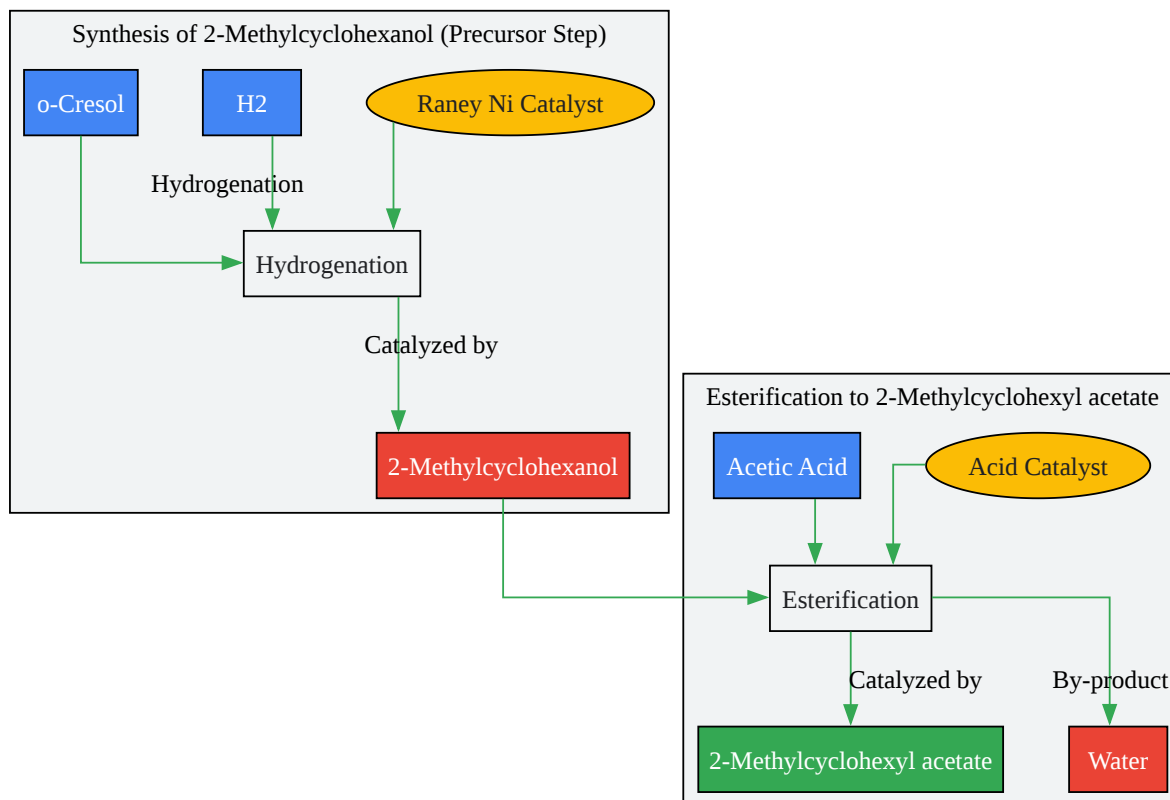 Synthesis of 2-Methylcyclohexanol (Precursor Step)
o-Cresol
H2
Raney Ni Catalyst
Hydrogenation
Hydrogenation
Catalyzed by
2-Methylcyclohexanol
Esterification to 2-Methylcyclohexyl acetate
Acetic Acid
Acid Catalyst
Esterification
Catalyzed by
By-product
2-Methylcyclohexyl acetate
Water